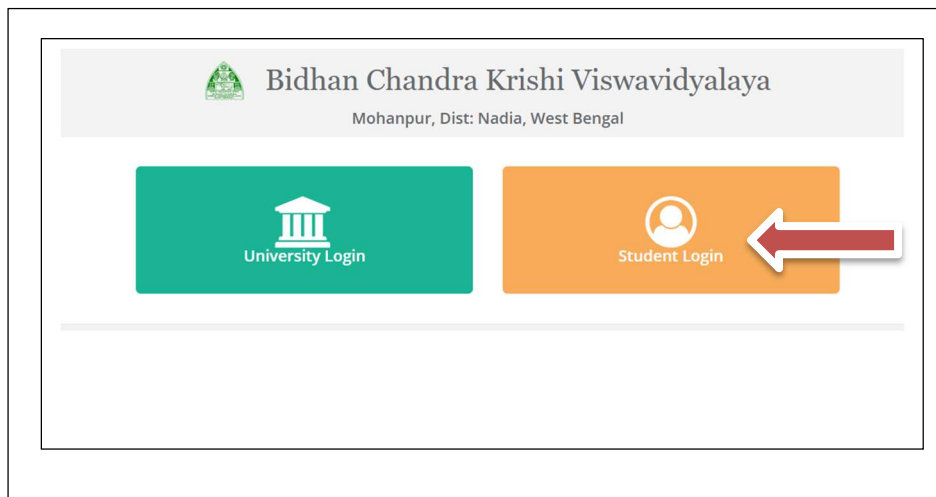 Bidhan Chandra Krishi Viswavidyalaya
Mohanpur, Dist: Nadia, West Bengal
University Login
Student Login